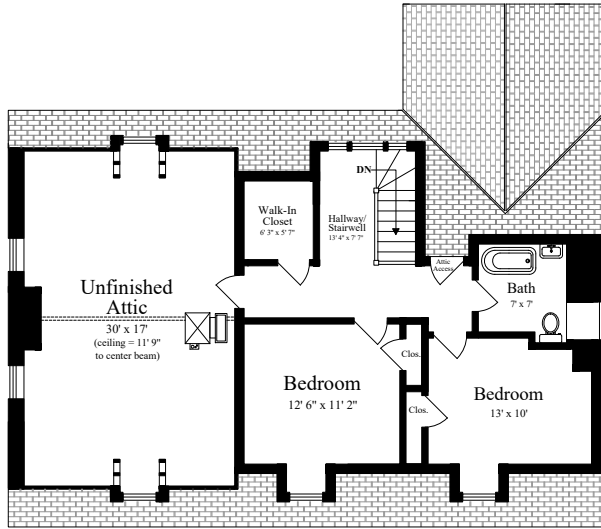 DN
Walk-In
Closet
6' 3" x 5' 7"
Hallway/
Stairwell
13' 4" x 7' 7"
Attic
Access
Unfinished
Attic
30' x 17'
(ceiling = 11' 9"
to center beam)
Bath
7' x 7'
Clos.
Bedroom
12' 6" x 11' 2"
Clos.
Bedroom
13' x 10'